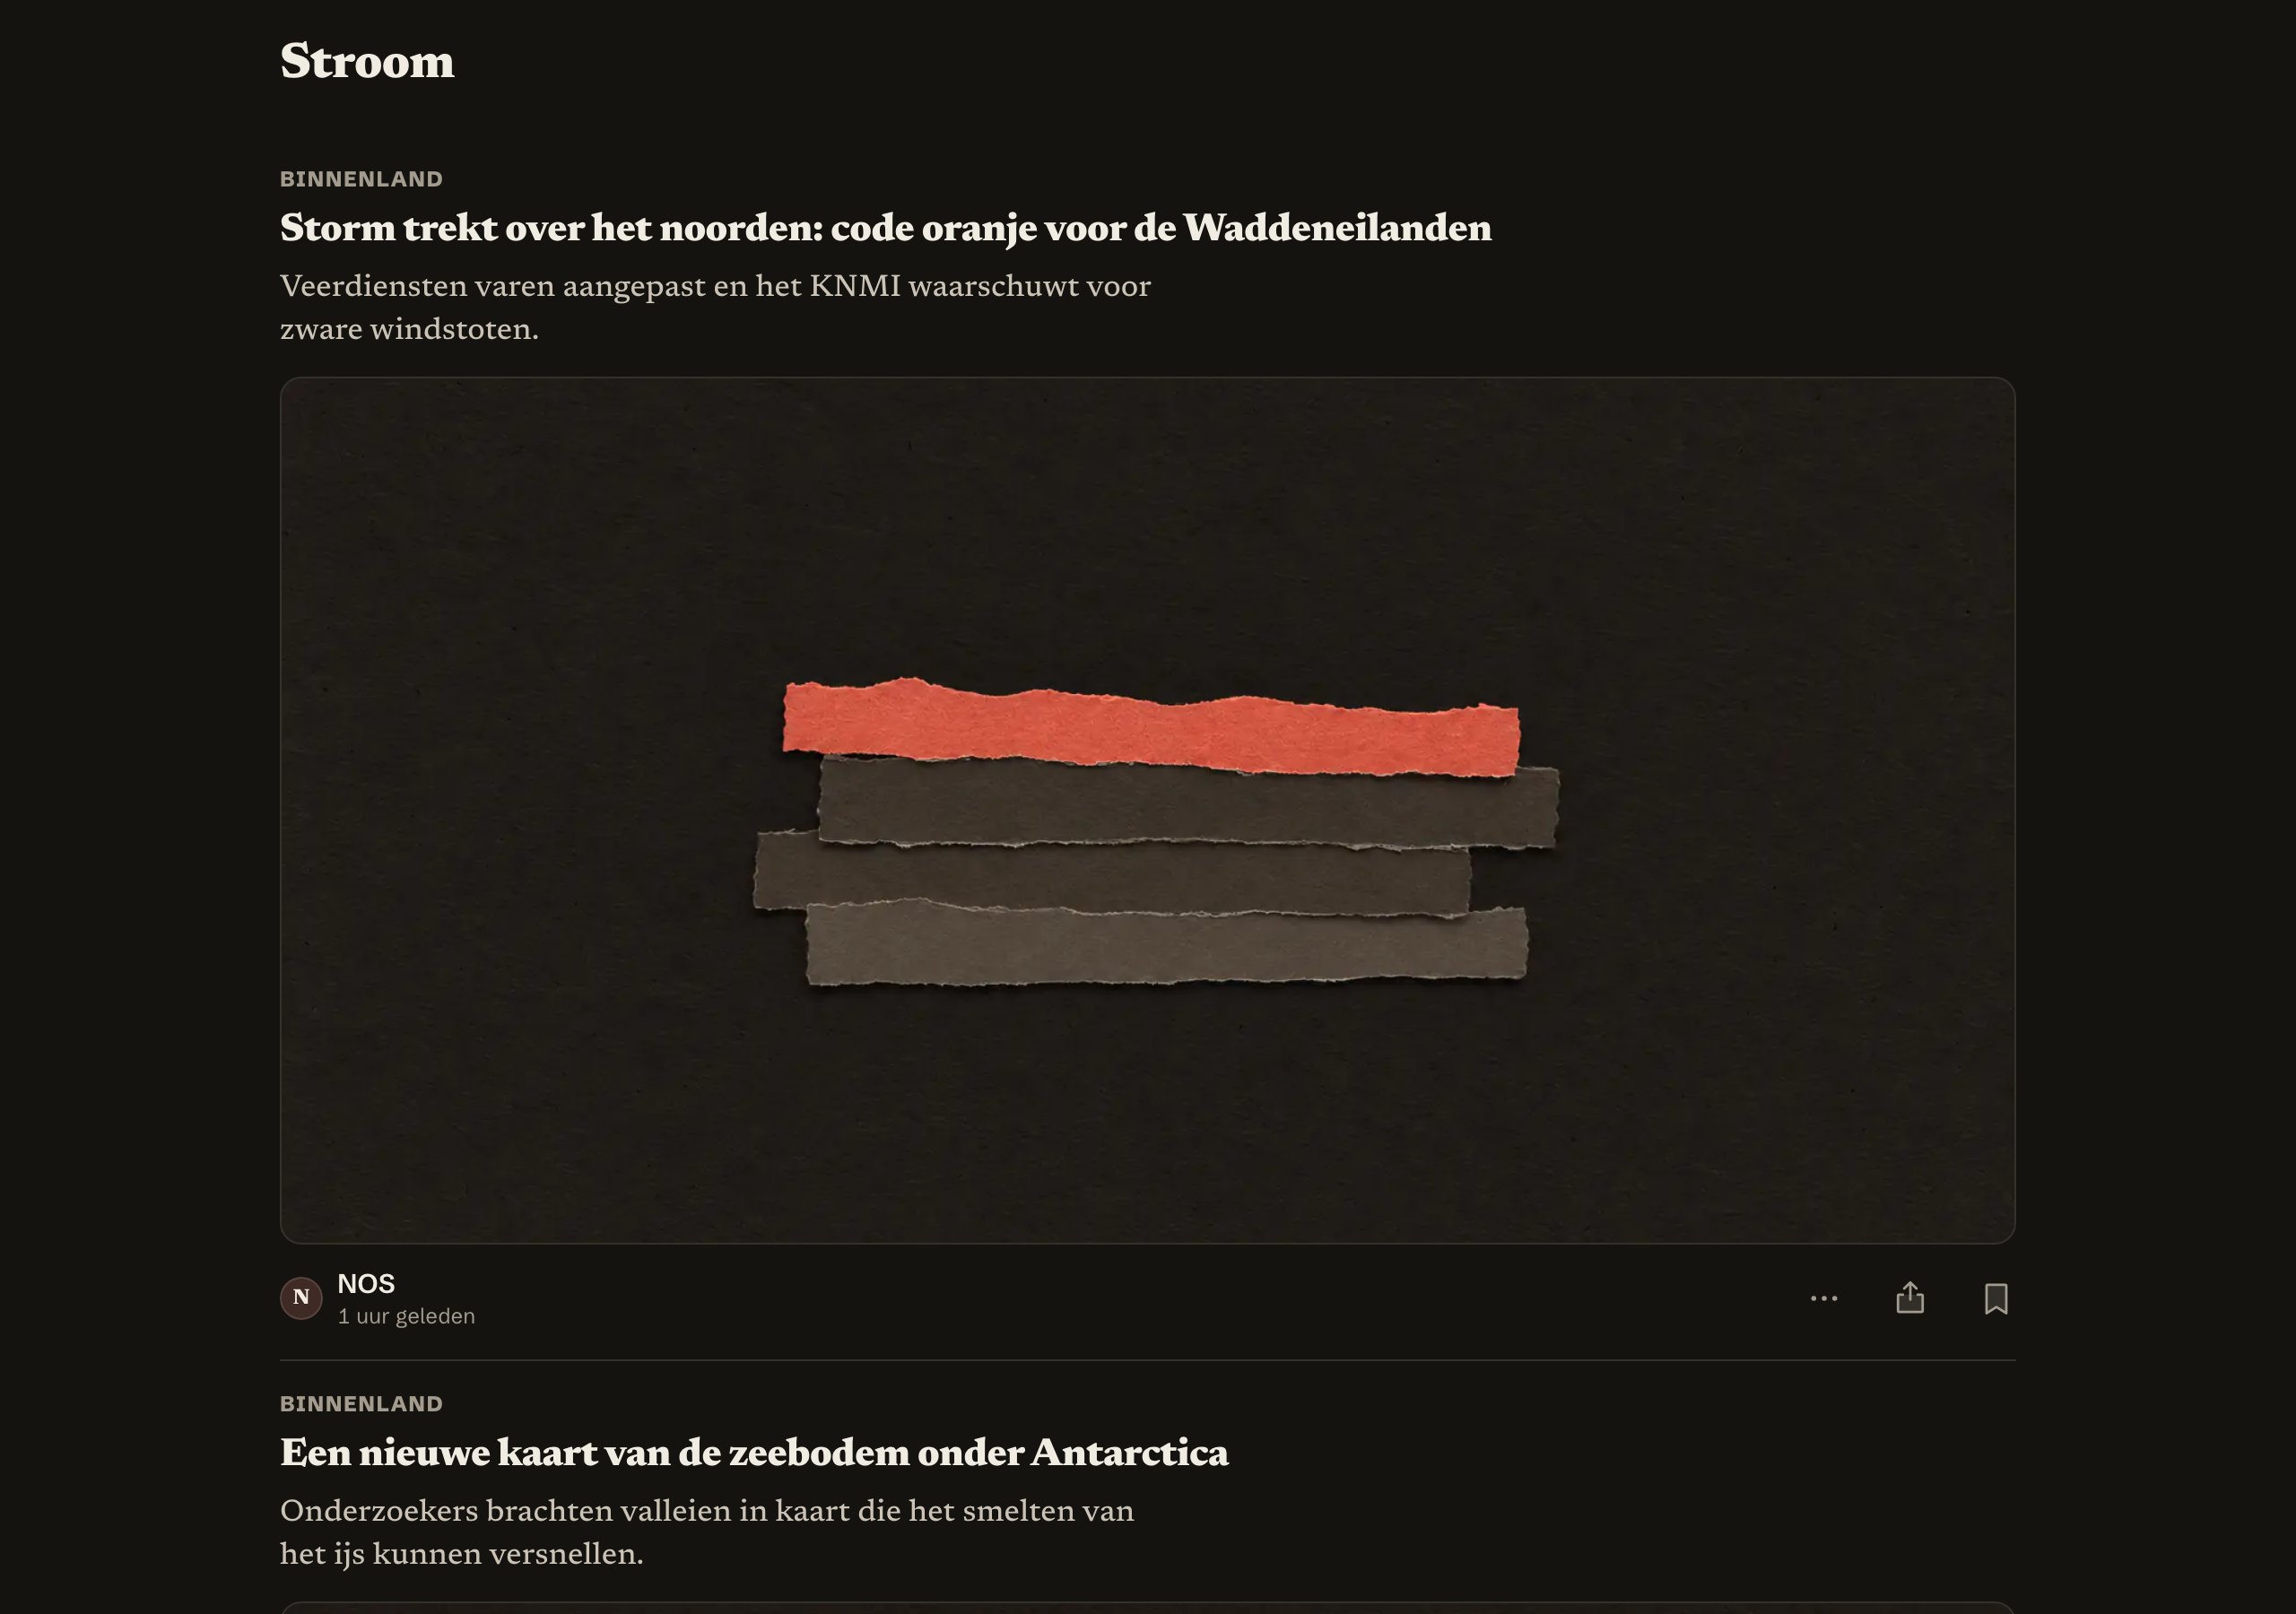 Stroom
BINNENLAND
Storm trekt over het noorden: code oranje voor de Waddeneilanden
Veerdiensten varen aangepast en het KNMI waarschuwt voor
zware windstoten.
N
NOS
1 uur geleden
BINNENLAND
Een nieuwe kaart van de zeebodem onder Antarctica
Onderzoekers brachten valleien in kaart die het smelten van
het ijs kunnen versnellen.